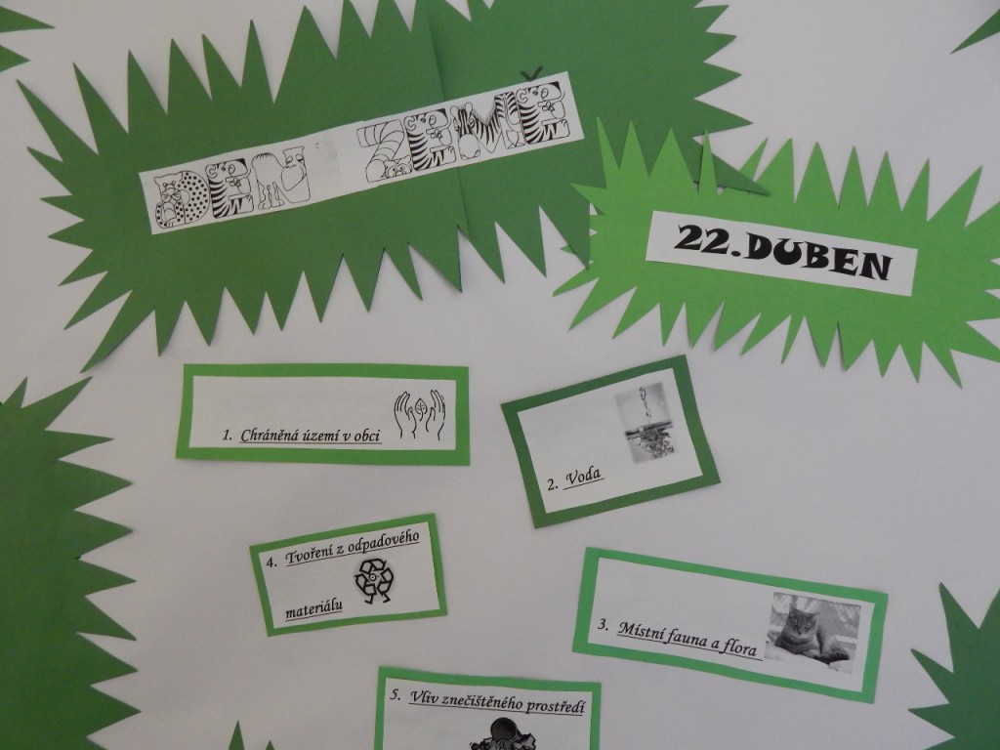 DEN ZEMĚ
22.DUBEN
1. Chráněná území v obci
2. Voda
4. Tvoření z odpadového
materiálu
3. Místní fauna a flora
5. Vliv znečištěného prostředí